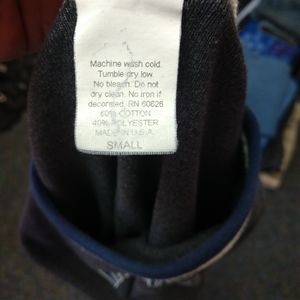 Machine wash cold.
Tumble dry low
No bleach. Do not
dry clean. No iron if
decorated. RN 60626
60% COTTON
40% POLYESTER
MADE IN U.S.A.
SMALL